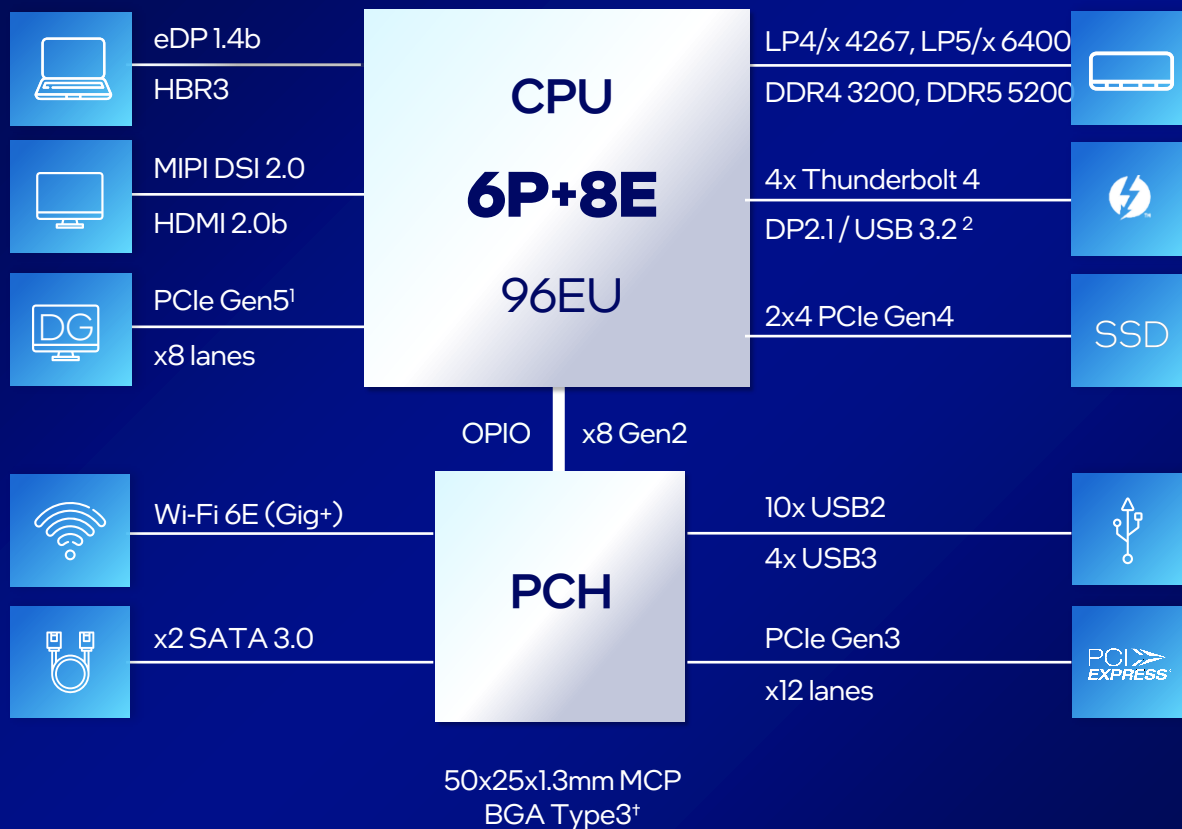 eDP 1.4b
HBR3
MIPI DSI 2.0
HDMI 2.0b
DG
PCIe Gen5¹
x8 lanes
CPU
6P+8E
96EU
LP4/x 4267, LP5/x 6400
DDR4 3200, DDR5 5200
4x Thunderbolt 4
DP2.1 / USB 3.2 ²
TM
2x4 PCIe Gen4
SSD
OPIO
x8 Gen2
Wi-Fi 6E (Gig+)
x2 SATA 3.0
PCH
10x USB2
4x USB3
PCIe Gen3
x12 lanes
PCI
EXPRESS®
50x25x1.3mm MCP
BGA Type3†